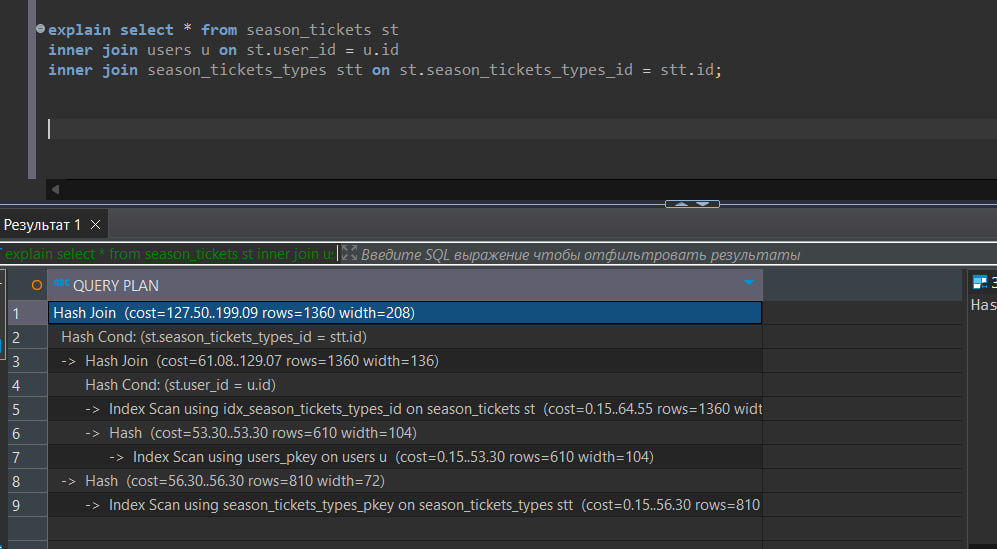 explain select * from season_tickets st
inner join users u on st.user_id = u.id
inner join season_tickets_types stt on st.season_tickets_types_id = stt.id;
Результат 1
explain select * from season_tickets st inner join us
Введите SQL выражение чтобы отфильтровать результаты
ABC QUERY PLAN
1 Hash Join (cost=127.50..199.09 rows=1360 width=208)
2 Hash Cond: (st.season_tickets_types_id = stt.id)
3 -> Hash Join (cost=61.08..129.07 rows=1360 width=136)
4 Hash Cond: (st.user_id = u.id)
5 -> Index Scan using idx_season_tickets_types_id on season_tickets st (cost=0.15..64.55 rows=1360 widt
6 -> Hash (cost=53.30..53.30 rows=610 width=104)
7 -> Index Scan using users_pkey on users u (cost=0.15..53.30 rows=610 width=104)
8 -> Hash (cost=56.30..56.30 rows=810 width=72)
9 -> Index Scan using season_tickets_types_pkey on season_tickets_types stt (cost=0.15..56.30 rows=810
Has